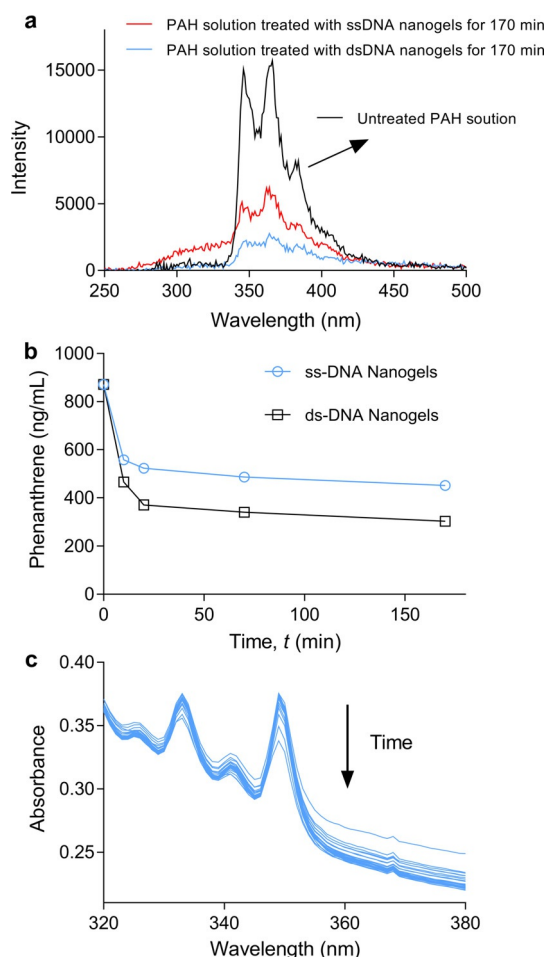 a
PAH solution treated with ssDNA nanogels for 170 min
PAH solution treated with dsDNA nanogels for 170 min
Untreated PAH soution
Intensity
15000
10000
5000
0
250 300 350 400 450 500
Wavelength (nm)
b
ss-DNA Nanogels
ds-DNA Nanogels
Phenanthrene (ng/mL)
1000
800
600
400
200
0
0 50 100 150
Time, t (min)
c
Time
Absorbance
0.40
0.35
0.30
0.25
320 340 360 380
Wavelength (nm)